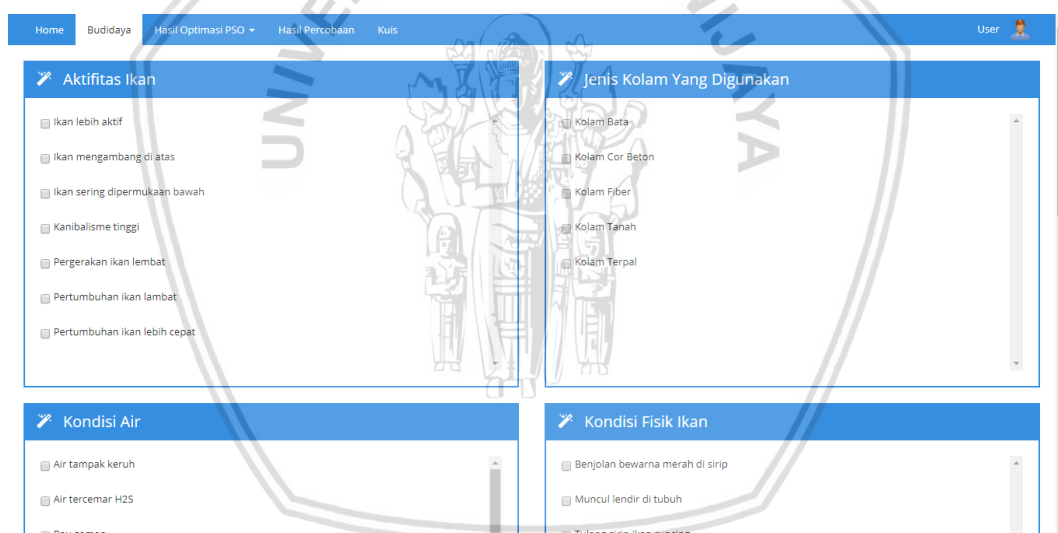 Home Budidaya Hasil Optimasi PSO Hasil Percobaan Kuis User
Aktifitas Ikan
Ikan lebih aktif
Ikan mengambang di atas
Ikan sering dipermukaan bawah
Kanibalisme tinggi
Pergerakan ikan lembat
Pertumbuhan ikan lambat
Pertumbuhan ikan lebih cepat
Jenis Kolam Yang Digunakan
Kolam Bata
Kolam Cor Beton
Kolam Fiber
Kolam Tanah
Kolam Terpal
Kondisi Air
Air tampak keruh
Air tercemar H2S
Kondisi Fisik Ikan
Benjolan bewarna merah di sirip
Muncul lendir di tubuh